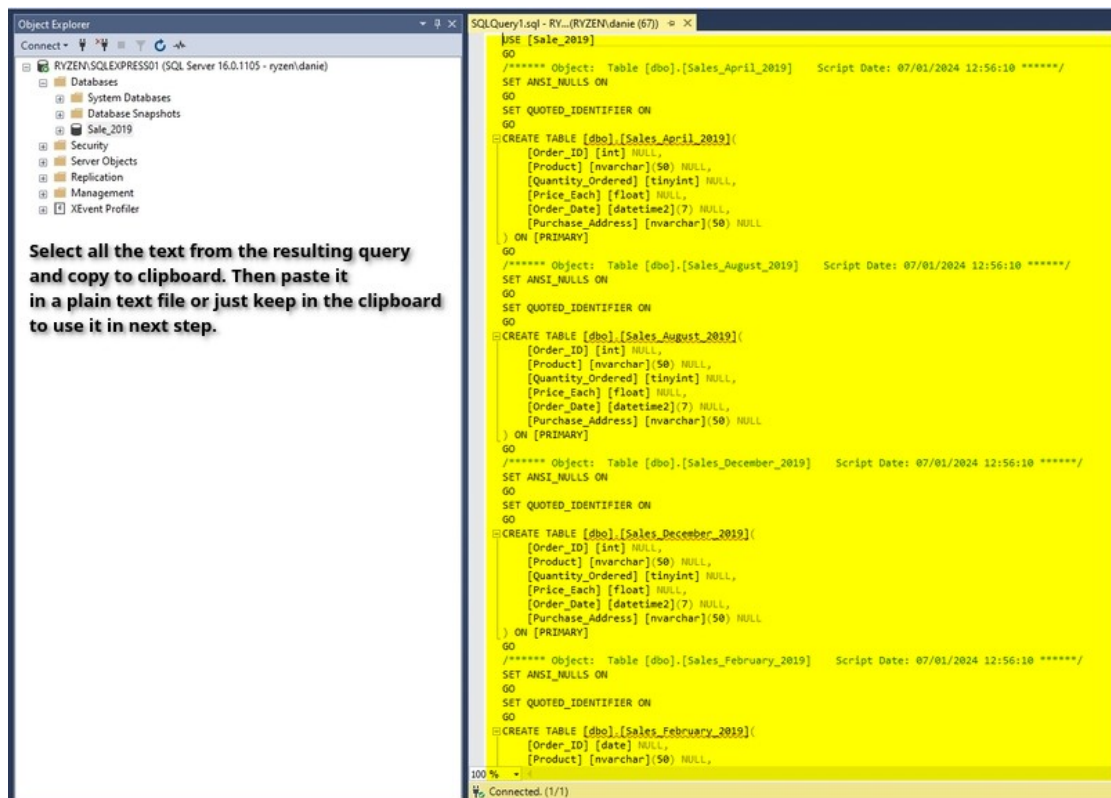 Object Explorer
Connect
RYZEN\SQLEXPRESS01 (SQL Server 16.0.1105 - ryzen\danie)
Databases
System Databases
Database Snapshots
Sale_2019
Security
Server Objects
Replication
Management
XEvent Profiler
Select all the text from the resulting query
and copy to clipboard. Then paste it
in a plain text file or just keep in the clipboard
to use it in next step.
SQLQuery1.sql - RY...(RYZEN\danie (67))
USE [Sale_2019]
GO
/****** Object:  Table [dbo].[Sales_April_2019]    Script Date: 07/01/2024 12:56:10 ******/
SET ANSI_NULLS ON
GO
SET QUOTED_IDENTIFIER ON
GO
CREATE TABLE [dbo].[Sales_April_2019](
[Order_ID] [int] NULL,
[Product] [nvarchar](50) NULL,
[Quantity_Ordered] [tinyint] NULL,
[Price_Each] [float] NULL,
[Order_Date] [datetime2](7) NULL,
[Purchase_Address] [nvarchar](50) NULL
) ON [PRIMARY]
GO
/****** Object:  Table [dbo].[Sales_August_2019]    Script Date: 07/01/2024 12:56:10 ******/
SET ANSI_NULLS ON
GO
SET QUOTED_IDENTIFIER ON
GO
CREATE TABLE [dbo].[Sales_August_2019](
[Order_ID] [int] NULL,
[Product] [nvarchar](50) NULL,
[Quantity_Ordered] [tinyint] NULL,
[Price_Each] [float] NULL,
[Order_Date] [datetime2](7) NULL,
[Purchase_Address] [nvarchar](50) NULL
) ON [PRIMARY]
GO
/****** Object:  Table [dbo].[Sales_December_2019]    Script Date: 07/01/2024 12:56:10 ******/
SET ANSI_NULLS ON
GO
SET QUOTED_IDENTIFIER ON
GO
CREATE TABLE [dbo].[Sales_December_2019](
[Order_ID] [int] NULL,
[Product] [nvarchar](50) NULL,
[Quantity_Ordered] [tinyint] NULL,
[Price_Each] [float] NULL,
[Order_Date] [datetime2](7) NULL,
[Purchase_Address] [nvarchar](50) NULL
) ON [PRIMARY]
GO
/****** Object:  Table [dbo].[Sales_February_2019]    Script Date: 07/01/2024 12:56:10 ******/
SET ANSI_NULLS ON
GO
SET QUOTED_IDENTIFIER ON
GO
CREATE TABLE [dbo].[Sales_February_2019](
[Order_ID] [date] NULL,
[Product] [nvarchar](50) NULL,
100 %
Connected. (1/1)